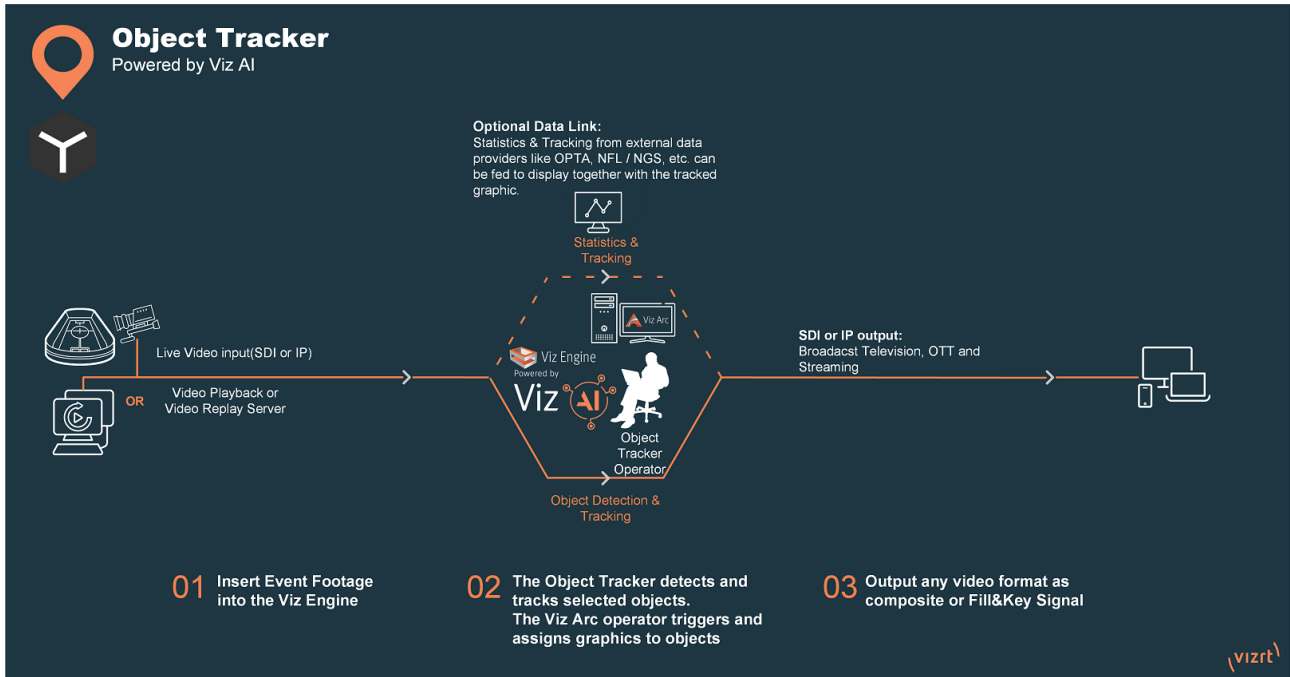 Object Tracker
Powered by Viz AI
Optional Data Link:
Statistics & Tracking from external data
providers like OPTA, NFL / NGS, etc. can
be fed to display together with the tracked
graphic.
Statistics &
Tracking
Viz Arc
Live Video input(SDI or IP)
OR
Video Playback or
Video Replay Server
Viz Engine
Powered by
Viz AI
Object
Tracker
Operator
Object Detection &
Tracking
SDI or IP output:
Broadacst Television, OTT and
Streaming
01
Insert Event Footage
into the Viz Engine
02
The Object Tracker detects and
tracks selected objects.
The Viz Arc operator triggers and
assigns graphics to objects
03
Output any video format as
composite or Fill&Key Signal
vizrt